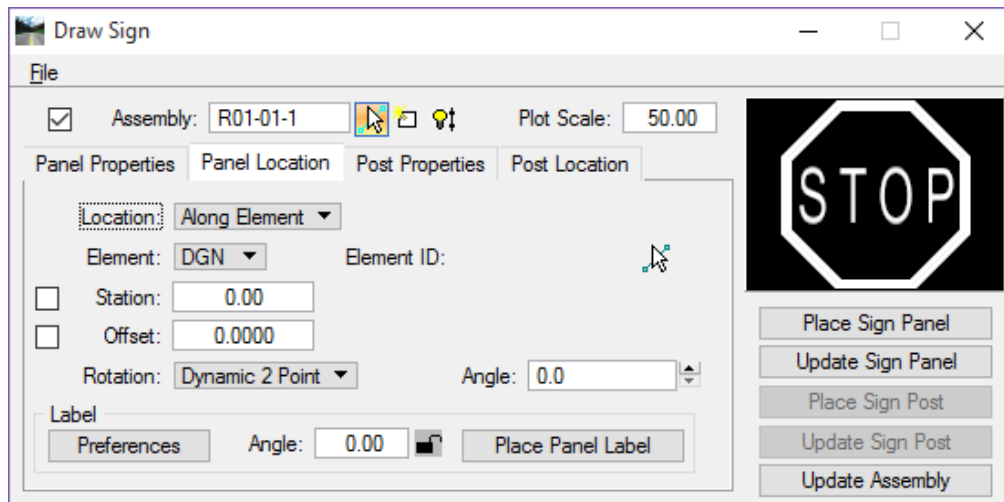 Draw Sign
File
Assembly: R01-01-1 Plot Scale: 50.00
Panel Properties Panel Location Post Properties Post Location
Location: Along Element
Element: DGN Element ID:
Station: 0.00
Offset: 0.0000
Rotation: Dynamic 2 Point Angle: 0.0
Label
Preferences Angle: 0.00 Place Panel Label
STOP
Place Sign Panel
Update Sign Panel
Place Sign Post
Update Sign Post
Update Assembly